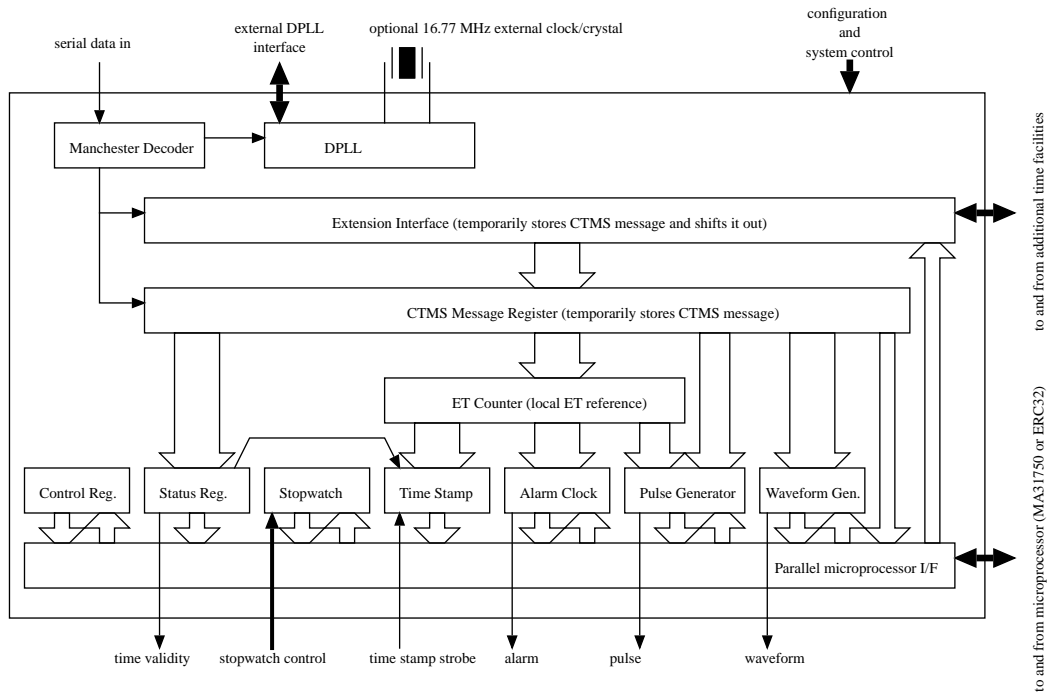 configuration
and
system control
serial data in
external DPLL
interface
optional 16.77 MHz external clock/crystal
Manchester Decoder
DPLL
Extension Interface (temporarily stores CTMS message and shifts it out)
CTMS Message Register (temporarily stores CTMS message)
ET Counter (local ET reference)
Control Reg.
Status Reg.
Stopwatch
Time Stamp
Alarm Clock
Pulse Generator
Waveform Gen.
Parallel microprocessor I/F
time validity
stopwatch control
time stamp strobe
alarm
pulse
waveform
to and from additional time facilities
to and from microprocessor (MA31750 or ERC32)